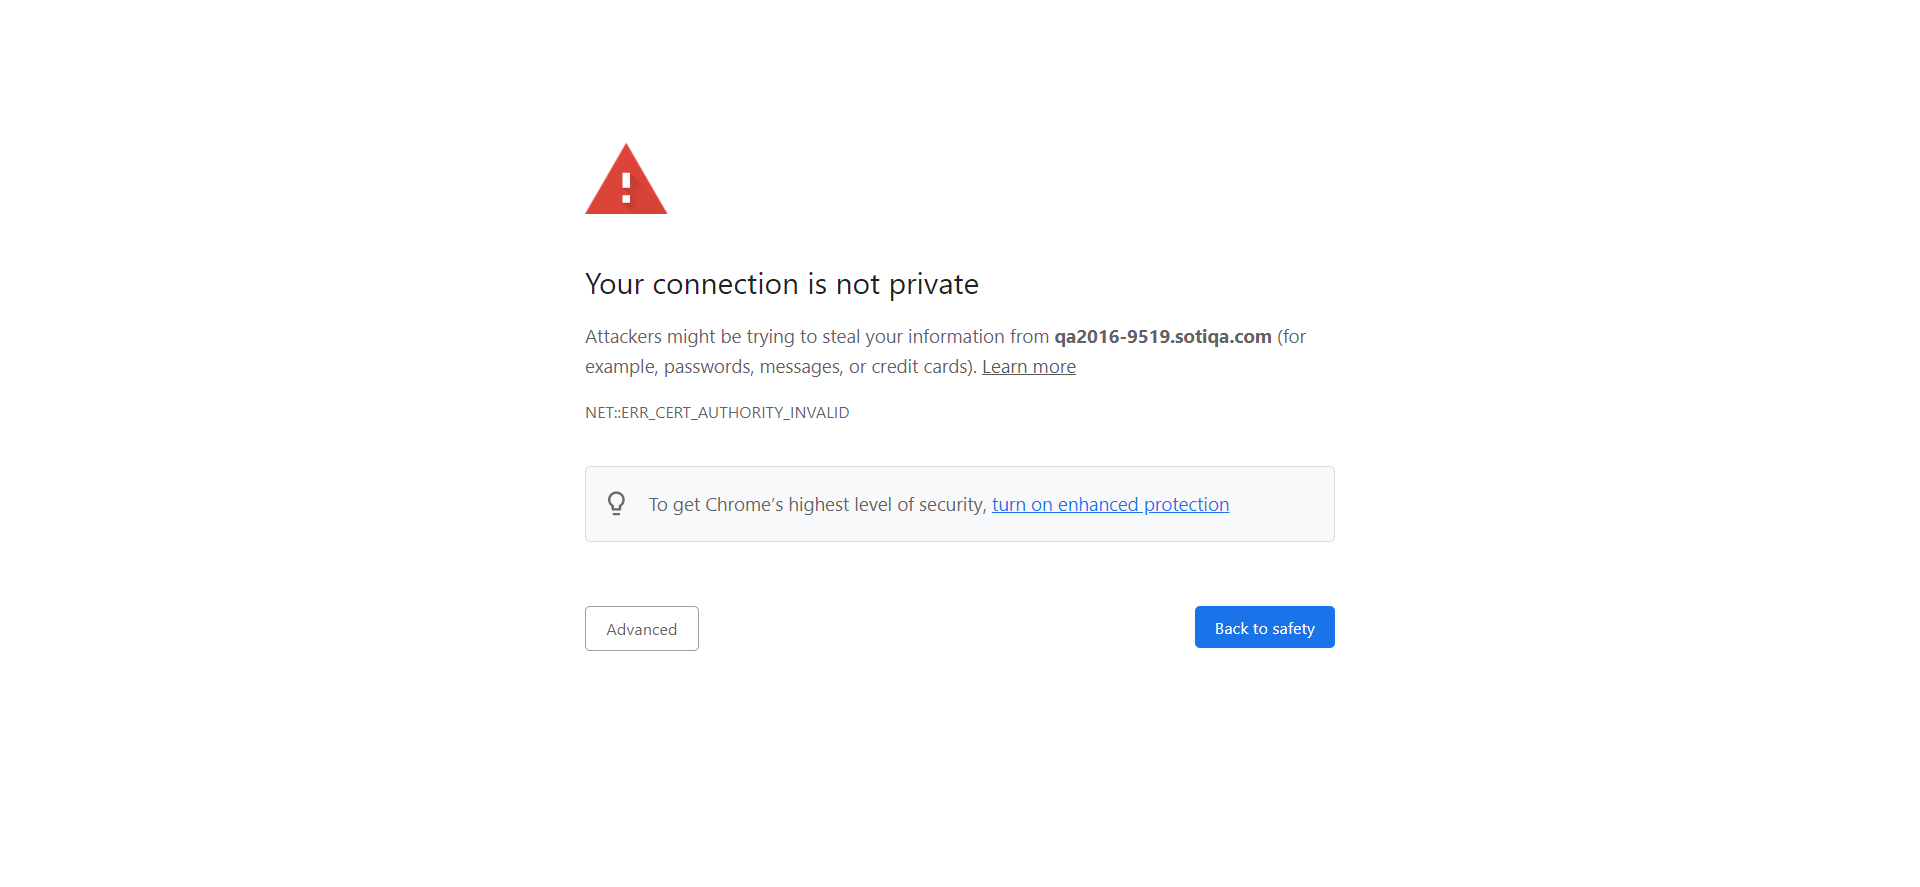 Your connection is not private
Attackers might be trying to steal your information from qa2016-9519.sotiqa.com (for
example, passwords, messages, or credit cards). Learn more
NET::ERR_CERT_AUTHORITY_INVALID
To get Chrome's highest level of security, turn on enhanced protection
Advanced
Back to safety